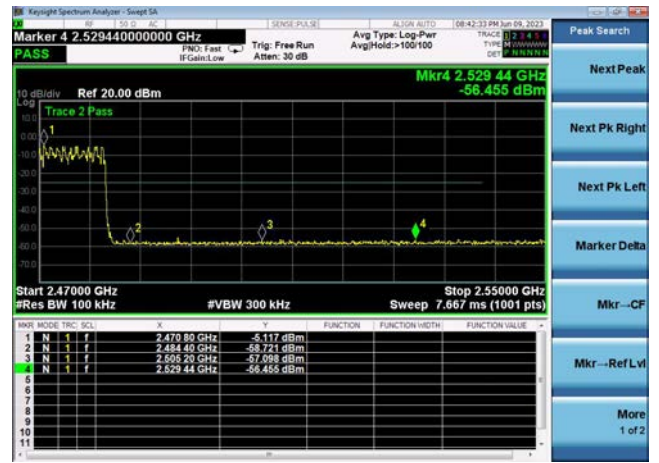 Keysight Spectrum Analyzer - Swept SA
RF 50 Ω AC SENSE:PULSE ALIGN AUTO 08:42:33 PM Jun 09, 2023
Marker 4 2.529440000000 GHz
PASS
PNO: Fast
IFGain:Low
Trig: Free Run
Atten: 30 dB
Avg Type: Log-Pwr
Avg|Hold:>100/100
TRACE 1 2 3 4 5 6
TYPE
DET P N N N N N
Mkr4 2.529 44 GHz
-56.455 dBm
10 dB/div Ref 20.00 dBm
Log
Trace 2 Pass
10.0
0.00
-10.0
-20.0
-30.0
-40.0
-50.0
-60.0
-70.0
1
2
3
4
Start 2.47000 GHz Stop 2.55000 GHz
#Res BW 100 kHz #VBW 300 kHz Sweep 7.667 ms (1001 pts)
MKR MODE TRC SCL X Y FUNCTION FUNCTION WIDTH FUNCTION VALUE
1 N 1 f 2.470 80 GHz -5.117 dBm
2 N 1 f 2.484 40 GHz -58.721 dBm
3 N 1 f 2.505 20 GHz -57.098 dBm
4 N 1 f 2.529 44 GHz -56.455 dBm
5
6
7
8
9
10
11
Peak Search
Next Peak
Next Pk Right
Next Pk Left
Marker Delta
Mkr→CF
Mkr→Ref Lvl
More
1 of 2